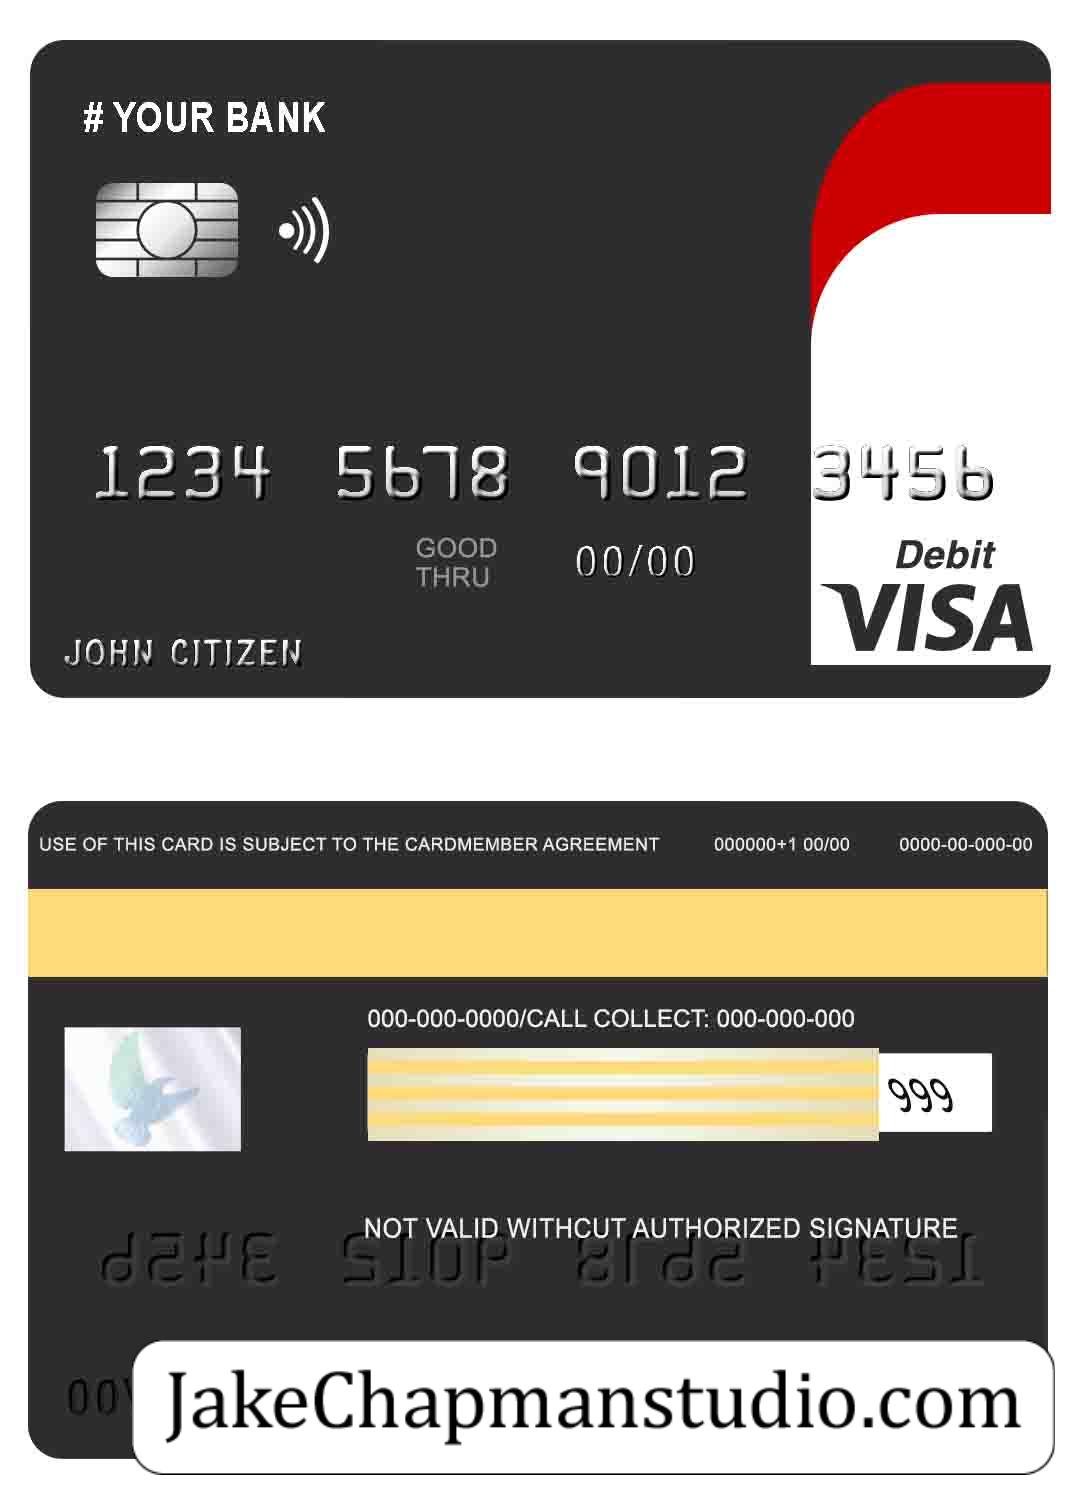 # YOUR BANK
1234 5678 9012 3456
GOOD
THRU 00/00
Debit
VISA
JOHN CITIZEN
USE OF THIS CARD IS SUBJECT TO THE CARDMEMBER AGREEMENT 000000+1 00/00 0000-00-000-00
000-000-0000/CALL COLLECT: 000-000-000
999
NOT VALID WITHCUT AUTHORIZED SIGNATURE
JakeChapmanstudio.com